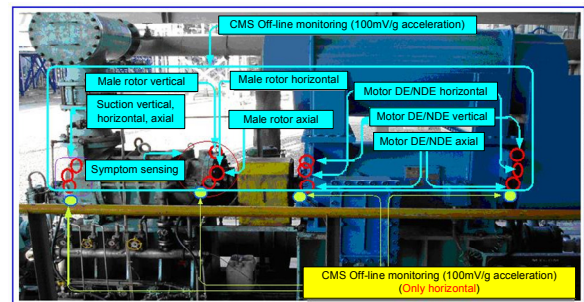 CMS Off-line monitoring (100mV/g acceleration)
Male rotor vertical
Male rotor horizontal
Suction vertical,
horizontal, axial
Motor DE/NDE horizontal
Male rotor axial
Motor DE/NDE vertical
Motor DE/NDE axial
Symptom sensing
CMS Off-line monitoring (100mV/g acceleration)
(Only horizontal)